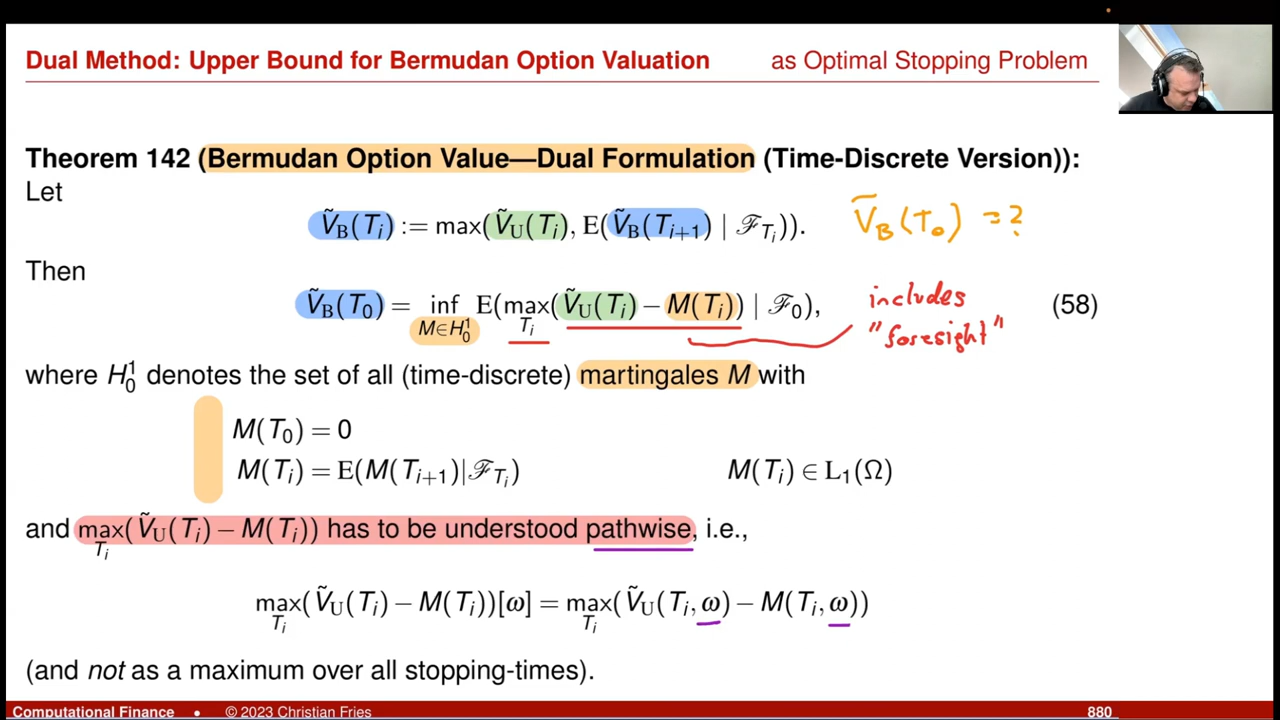 Dual Method: Upper Bound for Bermudan Option Valuation as Optimal Stopping Problem
Theorem 142 (Bermudan Option Value—Dual Formulation (Time-Discrete Version)):
Let
Ṽ_B(T_i) := max(Ṽ_U(T_i), E(Ṽ_B(T_{i+1}) | ℱ_{T_i})). Ṽ_B(T_0) = ?
Then
Ṽ_B(T_0) = inf_{M∈H_0^1} E(max_{T_i}(Ṽ_U(T_i) − M(T_i)) | ℱ_0), (58)
includes
"foresight"
where H_0^1 denotes the set of all (time-discrete) martingales M with
M(T_0) = 0
M(T_i) = E(M(T_{i+1})|ℱ_{T_i}) M(T_i) ∈ L_1(Ω)
and max_{T_i}(Ṽ_U(T_i) − M(T_i)) has to be understood pathwise, i.e.,
max_{T_i}(Ṽ_U(T_i) − M(T_i))[ω] = max_{T_i}(Ṽ_U(T_i, ω) − M(T_i, ω))
(and not as a maximum over all stopping-times).
Computational Finance • © 2023 Christian Fries 880